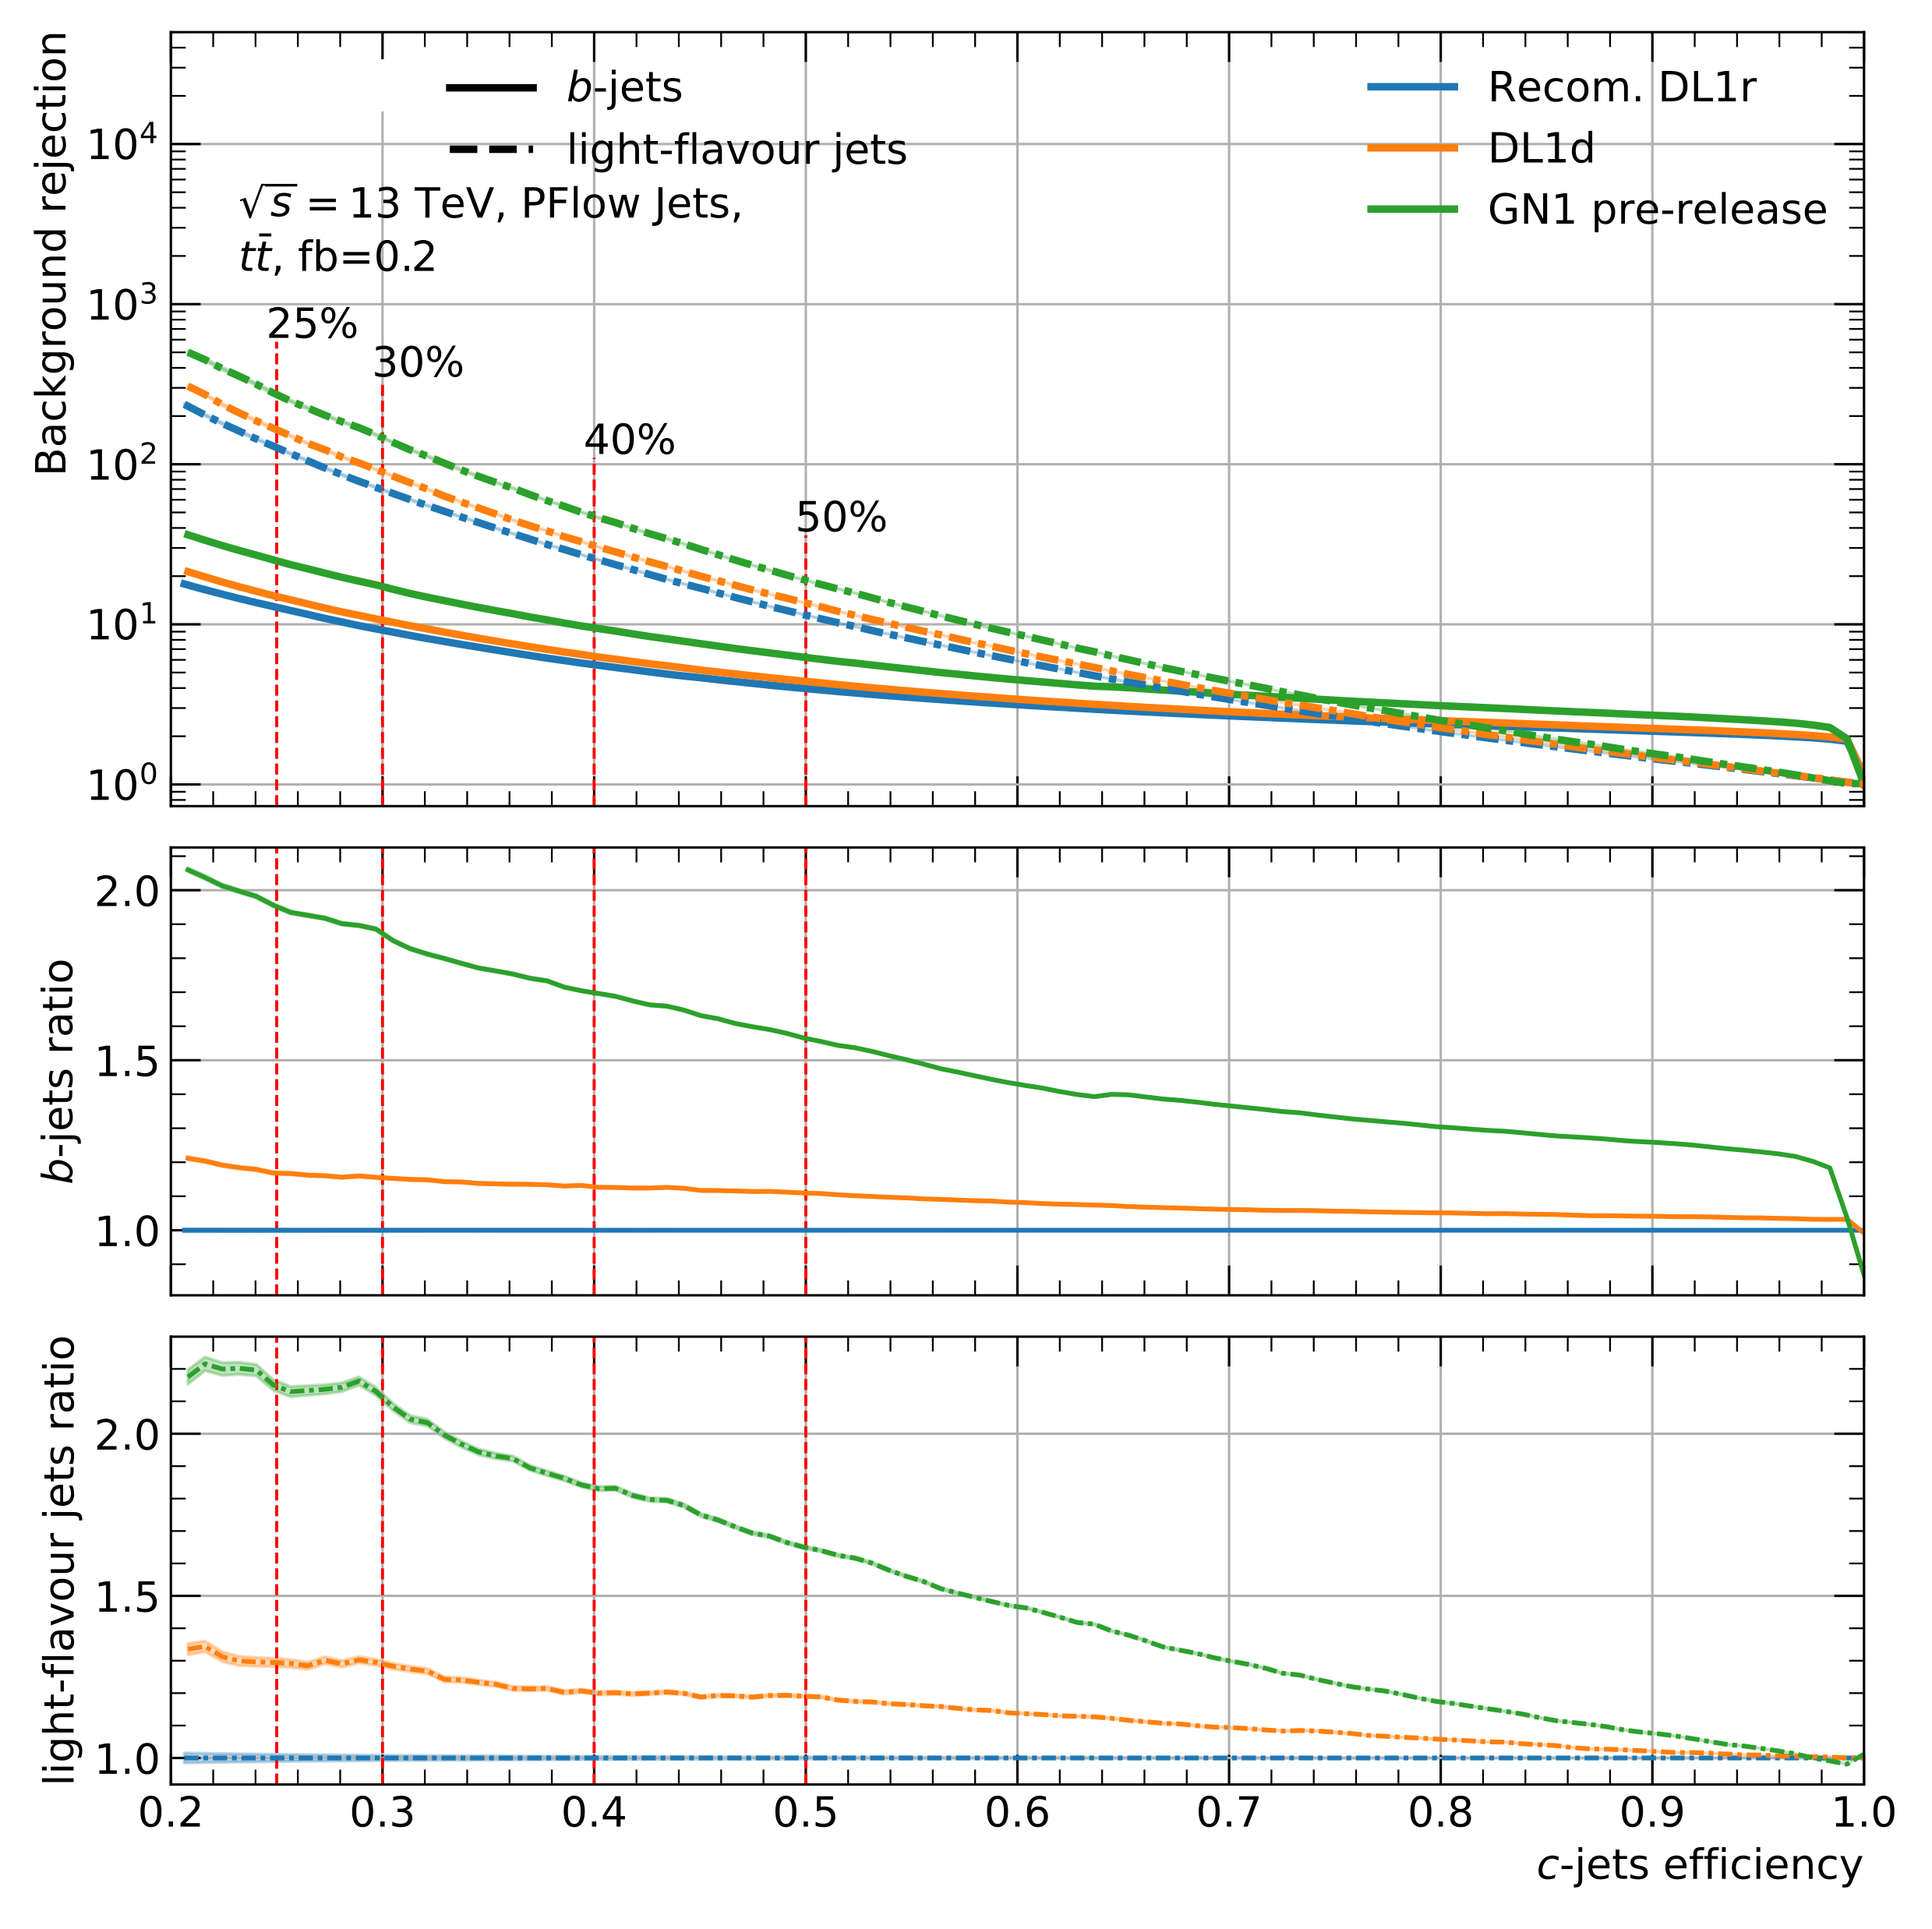 Background rejection
10⁴
10³
10²
10¹
10⁰
b-jets
light-flavour jets
Recom. DL1r
DL1d
GN1 pre-release
√s = 13 TeV, PFlow Jets,
tt̄, fb=0.2
25%
30%
40%
50%
b-jets ratio
2.0
1.5
1.0
light-flavour jets ratio
2.0
1.5
1.0
0.2 0.3 0.4 0.5 0.6 0.7 0.8 0.9 1.0
c-jets efficiency